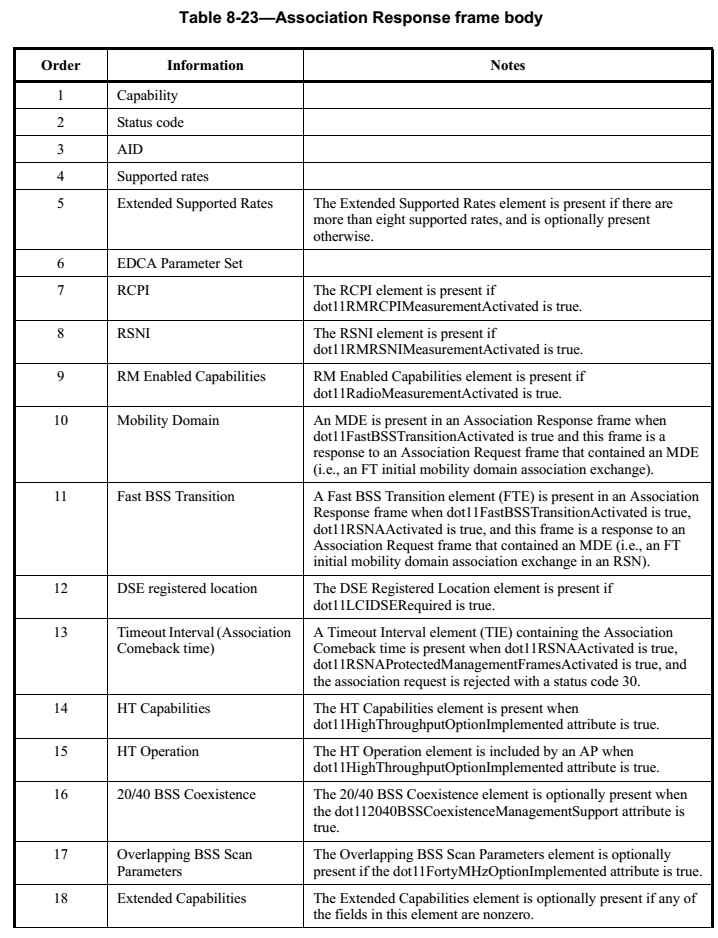 Table 8-23—Association Response frame body
Order Information Notes
1 Capability
2 Status code
3 AID
4 Supported rates
5 Extended Supported Rates The Extended Supported Rates element is present if there are
more than eight supported rates, and is optionally present
otherwise.
6 EDCA Parameter Set
7 RCPI The RCPI element is present if
dot11RMRCPIMeasurementActivated is true.
8 RSNI The RSNI element is present if
dot11RMRSNIMeasurementActivated is true.
9 RM Enabled Capabilities RM Enabled Capabilities element is present if
dot11RadioMeasurementActivated is true.
10 Mobility Domain An MDE is present in an Association Response frame when
dot11FastBSSTransitionActivated is true and this frame is a
response to an Association Request frame that contained an MDE
(i.e., an FT initial mobility domain association exchange).
11 Fast BSS Transition A Fast BSS Transition element (FTE) is present in an Association
Response frame when dot11FastBSSTransitionActivated is true,
dot11RSNAActivated is true, and this frame is a response to an
Association Request frame that contained an MDE (i.e., an FT
initial mobility domain association exchange in an RSN).
12 DSE registered location The DSE Registered Location element is present if
dot11LCIDSERequired is true.
13 Timeout Interval (Association A Timeout Interval element (TIE) containing the Association
Comeback time) Comeback time is present when dot11RSNAActivated is true,
dot11RSNAProtectedManagementFramesActivated is true, and
the association request is rejected with a status code 30.
14 HT Capabilities The HT Capabilities element is present when
dot11HighThroughputOptionImplemented attribute is true.
15 HT Operation The HT Operation element is included by an AP when
dot11HighThroughputOptionImplemented attribute is true.
16 20/40 BSS Coexistence The 20/40 BSS Coexistence element is optionally present when
the dot112040BSSCoexistenceManagementSupport attribute is
true.
17 Overlapping BSS Scan The Overlapping BSS Scan Parameters element is optionally
Parameters present if the dot11FortyMHzOptionImplemented attribute is true.
18 Extended Capabilities The Extended Capabilities element is optionally present if any of
the fields in this element are nonzero.